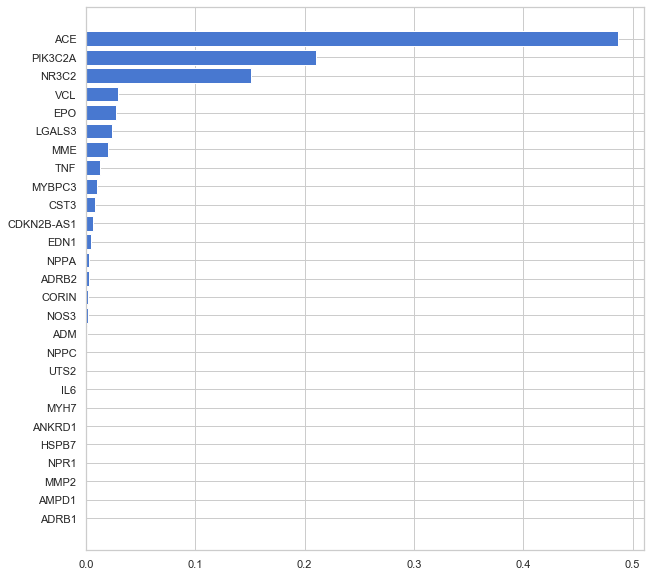 ACE
PIK3C2A
NR3C2
VCL
EPO
LGALS3
MME
TNF
MYBPC3
CST3
CDKN2B-AS1
EDN1
NPPA
ADRB2
CORIN
NOS3
ADM
NPPC
UTS2
IL6
MYH7
ANKRD1
HSPB7
NPR1
MMP2
AMPD1
ADRB1
0.0 0.1 0.2 0.3 0.4 0.5